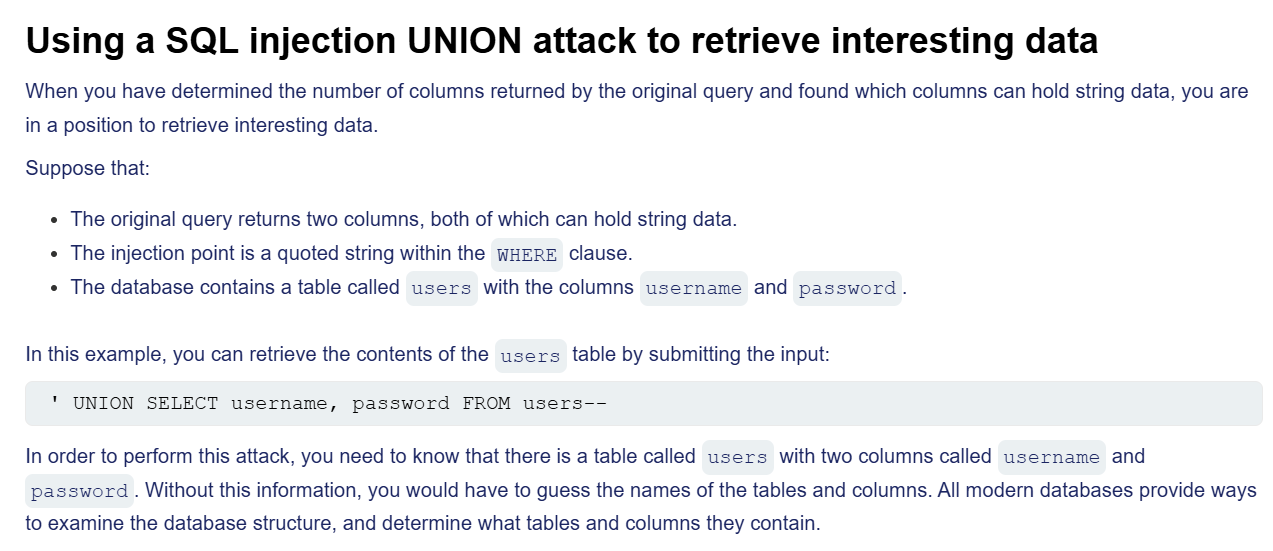 Using a SQL injection UNION attack to retrieve interesting data
When you have determined the number of columns returned by the original query and found which columns can hold string data, you are
in a position to retrieve interesting data.
Suppose that:
• The original query returns two columns, both of which can hold string data.
• The injection point is a quoted string within the WHERE clause.
• The database contains a table called users with the columns username and password.
In this example, you can retrieve the contents of the users table by submitting the input:
' UNION SELECT username, password FROM users--
In order to perform this attack, you need to know that there is a table called users with two columns called username and
password. Without this information, you would have to guess the names of the tables and columns. All modern databases provide ways
to examine the database structure, and determine what tables and columns they contain.